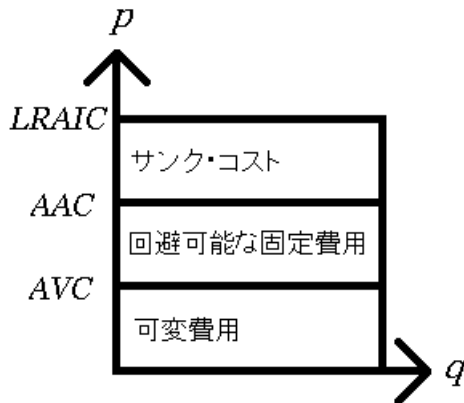 p
LRAIC
サンク・コスト
AAC
回避可能な固定費用
AVC
可変費用
q